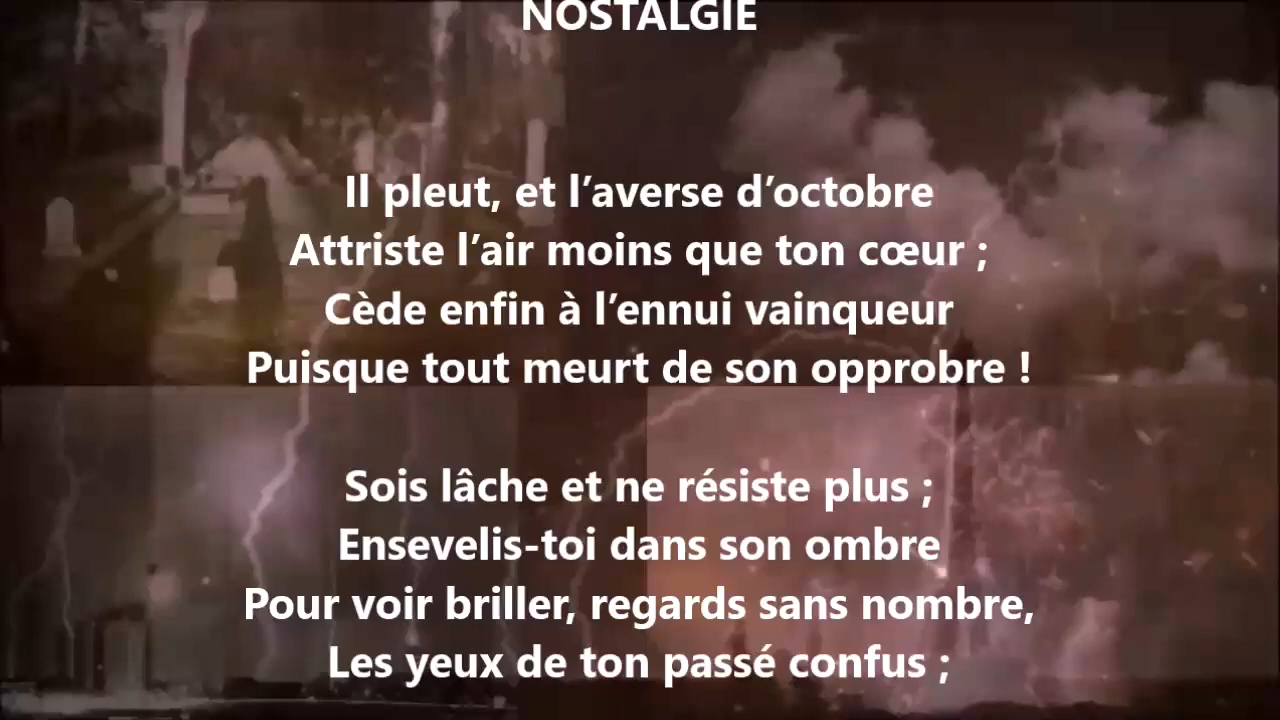 NOSTALGIE
Il pleut, et l’averse d’octobre
Attriste l’air moins que ton cœur ;
Cède enfin à l’ennui vainqueur
Puisque tout meurt de son opprobre !
Sois lâche et ne résiste plus ;
Ensevelis-toi dans son ombre
Pour voir briller, regards sans nombre,
Les yeux de ton passé confus ;